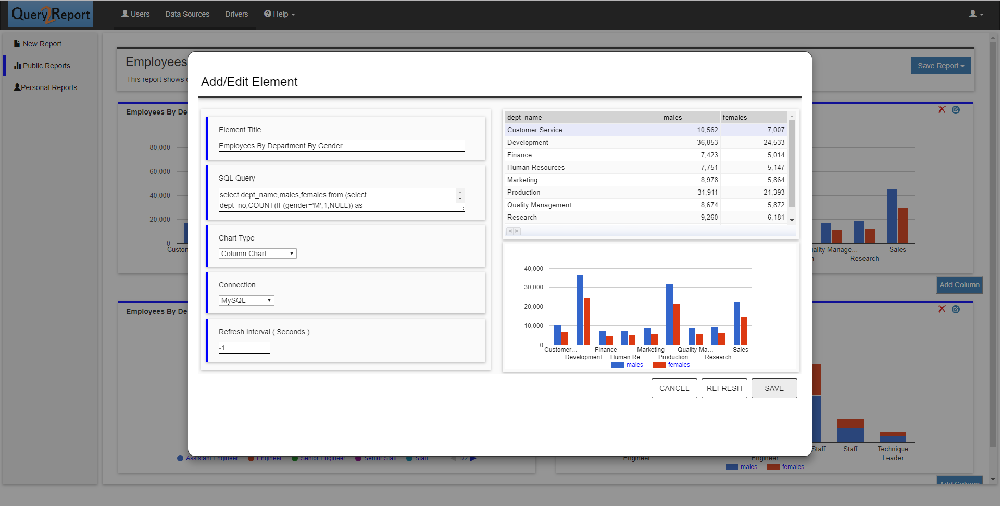 Query2Report
Users
Data Sources
Drivers
Help
New Report
Public Reports
Personal Reports
Employees
This report shows
Save Report
Employees By De
80,000
60,000
40,000
20,000
0
Custor
ality Manage...
Research
Sales
Add Column
Employees By De
Assistant Engineer
Engineer
Senior Engineer
Senior Staff
Staff
1/2
Engineer
Engineer
Staff
Staff
Technique
Leader
males
females
Add Column
Add/Edit Element
Element Title
Employees By Department By Gender
SQL Query
select dept_name,males,females from (select
dept_no,COUNT(IF(gender='M',1,NULL)) as
Chart Type
Column Chart
Connection
MySQL
Refresh Interval ( Seconds )
-1
dept_name males females
Customer Service 10,562 7,007
Development 36,853 24,533
Finance 7,423 5,014
Human Resources 7,751 5,147
Marketing 8,978 5,864
Production 31,911 21,393
Quality Management 8,674 5,872
Research 9,260 6,181
40,000
30,000
20,000
10,000
0
Customer... Finance Marketing Quality Ma... Sales
Development Human Re... Production Research
males females
CANCEL REFRESH SAVE